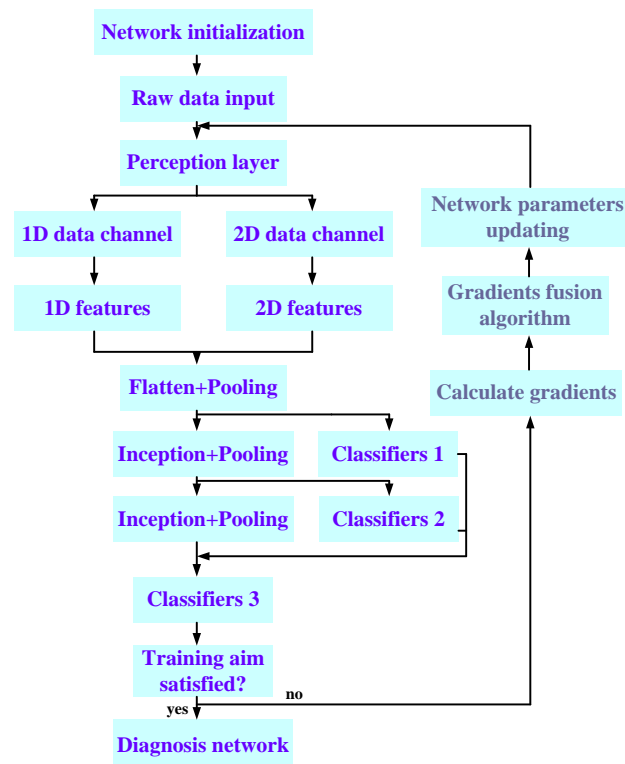 Network initialization
Raw data input
Perception layer
1D data channel
2D data channel
1D features
2D features
Flatten+Pooling
Inception+Pooling
Classifiers 1
Inception+Pooling
Classifiers 2
Classifiers 3
Training aim
satisfied?
yes
no
Diagnosis network
Calculate gradients
Gradients fusion
algorithm
Network parameters
updating